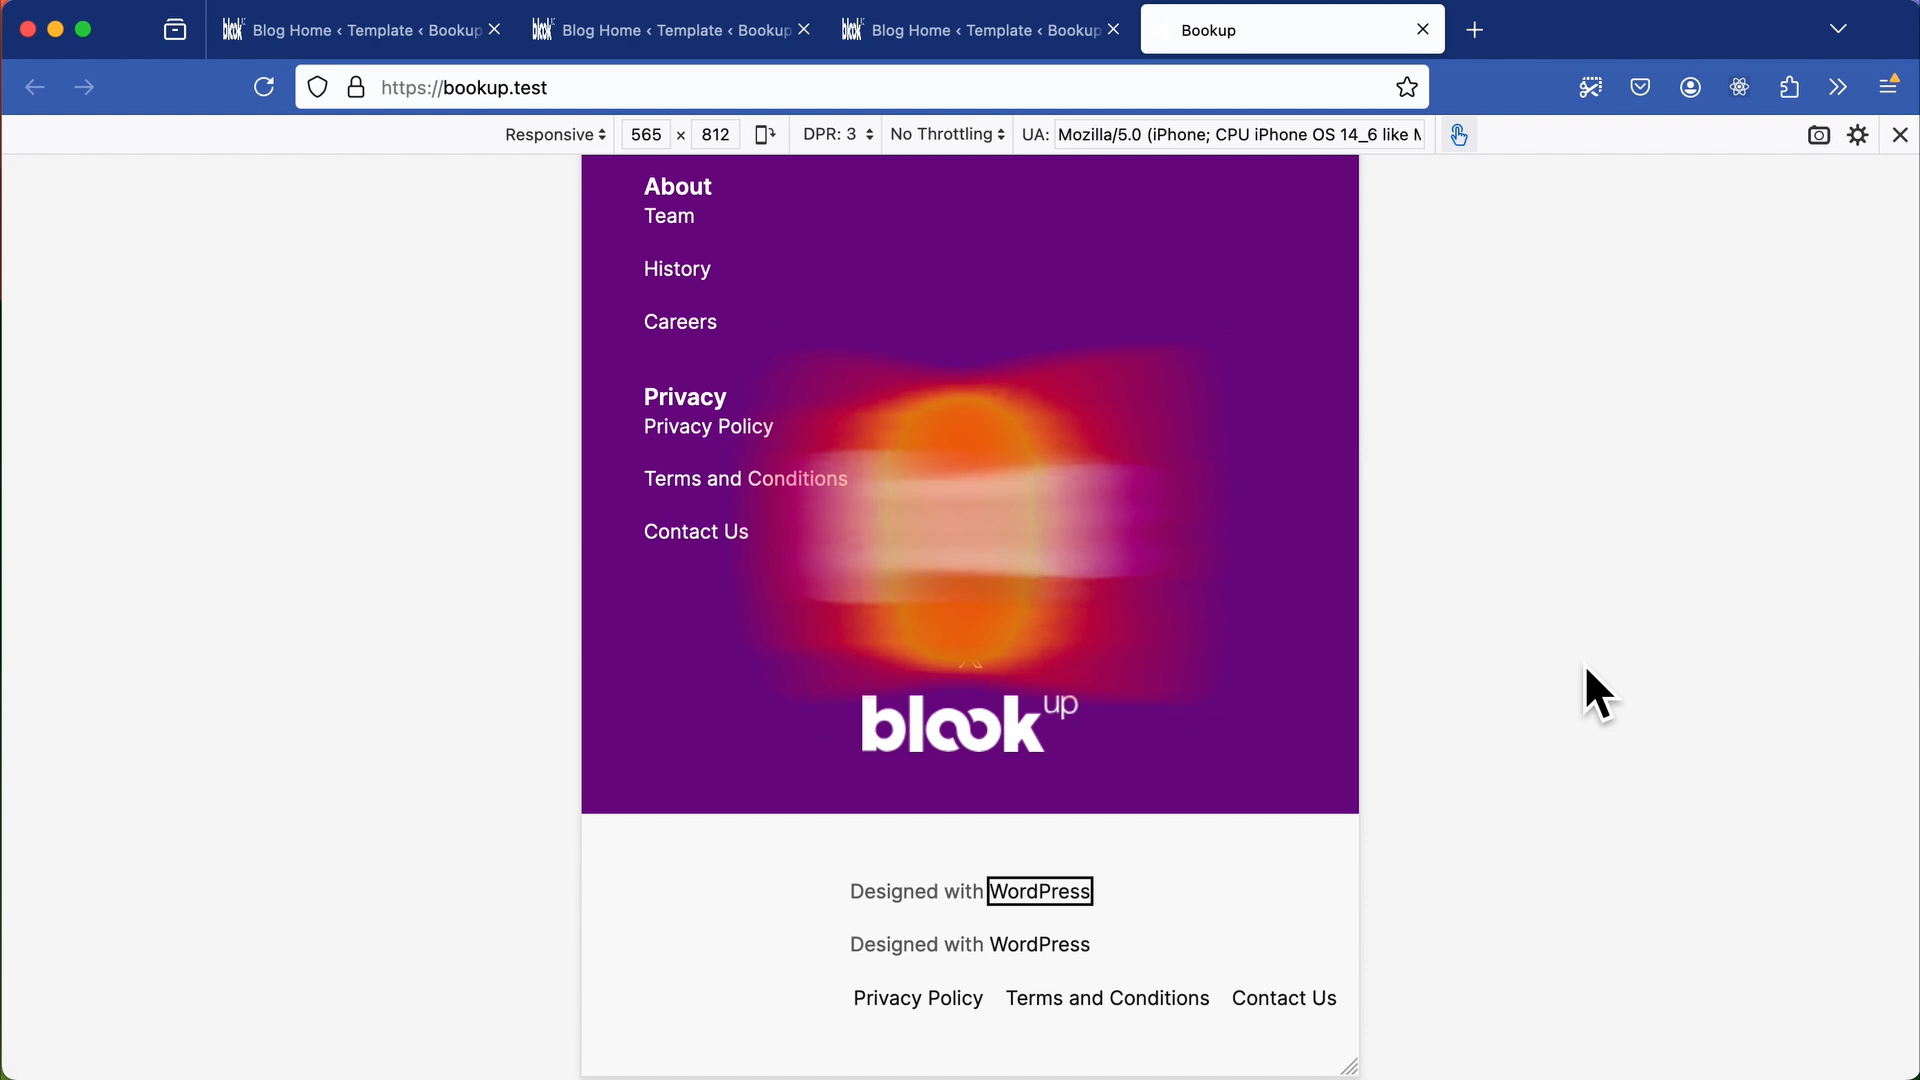 Blog Home ‹ Template ‹ Bookup
Blog Home ‹ Template ‹ Bookup
Blog Home ‹ Template ‹ Bookup
Bookup
https://bookup.test
Responsive 565 × 812 DPR: 3 No Throttling UA: Mozilla/5.0 (iPhone; CPU iPhone OS 14_6 like M
About
Team
History
Careers
Privacy
Privacy Policy
Terms and Conditions
Contact Us
blook up
Designed with WordPress
Designed with WordPress
Privacy Policy Terms and Conditions Contact Us